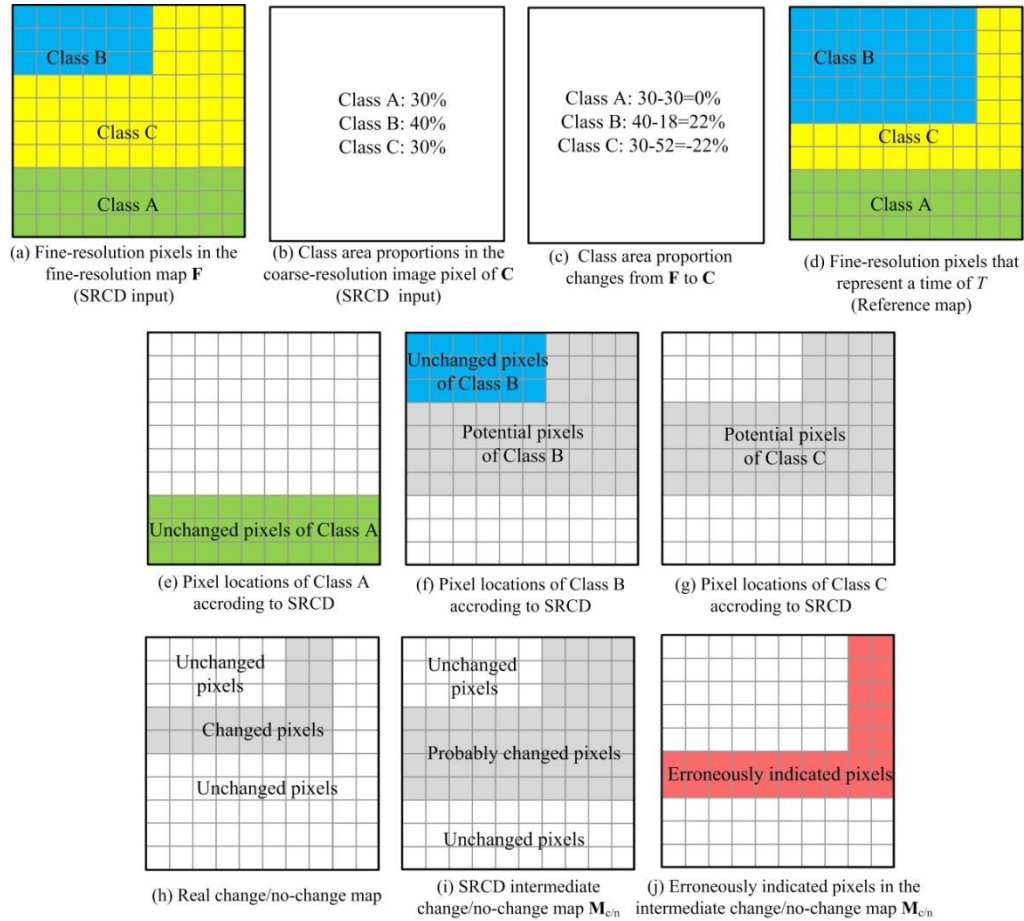 Class B
Class C
Class A
(a) Fine-resolution pixels in the
fine-resolution map F
(SRCD input)
Class A: 30%
Class B: 40%
Class C: 30%
(b) Class area proportions in the
coarse-resolution image pixel of C
(SRCD input)
Class A: 30-30=0%
Class B: 40-18=22%
Class C: 30-52=-22%
(c) Class area proportion
changes from F to C
Class B
Class C
Class A
(d) Fine-resolution pixels that
represent a time of T
(Reference map)
Unchanged pixels of Class A
(e) Pixel locations of Class A
accroding to SRCD
Unchanged pixels
of Class B
Potential pixels
of Class B
(f) Pixel locations of Class B
accroding to SRCD
Potential pixels
of Class C
(g) Pixel locations of Class C
accroding to SRCD
Unchanged
pixels
Changed pixels
Unchanged pixels
(h) Real change/no-change map
Unchanged
pixels
Probably changed pixels
Unchanged pixels
(i) SRCD intermediate
change/no-change map Mc/n
Erroneously indicated pixels
(j) Erroneously indicated pixels in the
intermediate change/no-change map Mc/n